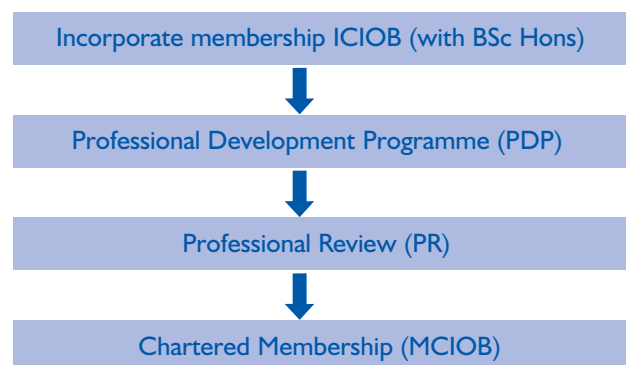 Incorporate membership ICIOB (with BSc Hons)
Professional Development Programme (PDP)
Professional Review (PR)
Chartered Membership (MCIOB)